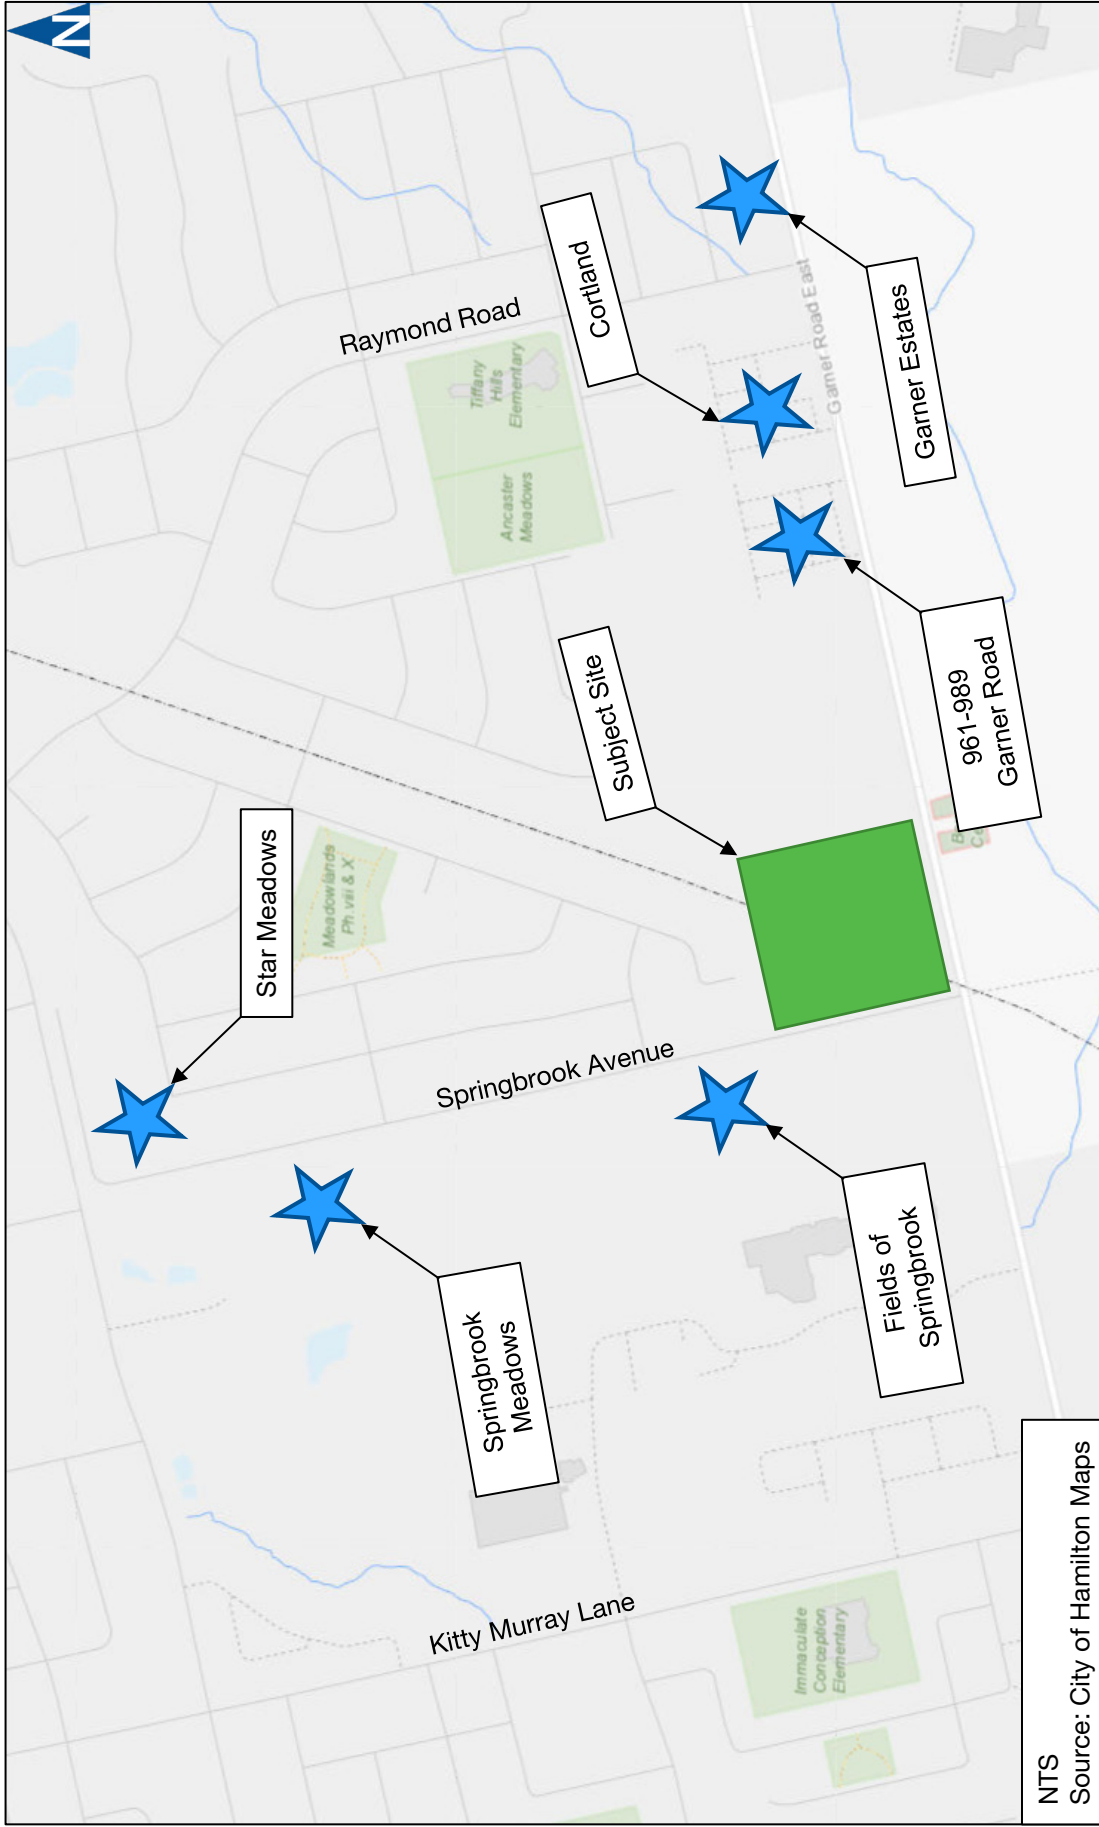 N
Star Meadows
Springbrook
Meadows
Fields of
Springbrook
Subject Site
Cortland
961-989
Garner Road
Garner Estates
Raymond Road
Springbrook Avenue
Kitty Murray Lane
Garner Road East
Tiffany
Hills
Elementary
Ancaster
Meadows
Meadowlands
Ph.viii & X
Immaculate
Conception
Elementary
NTS
Source: City of Hamilton Maps